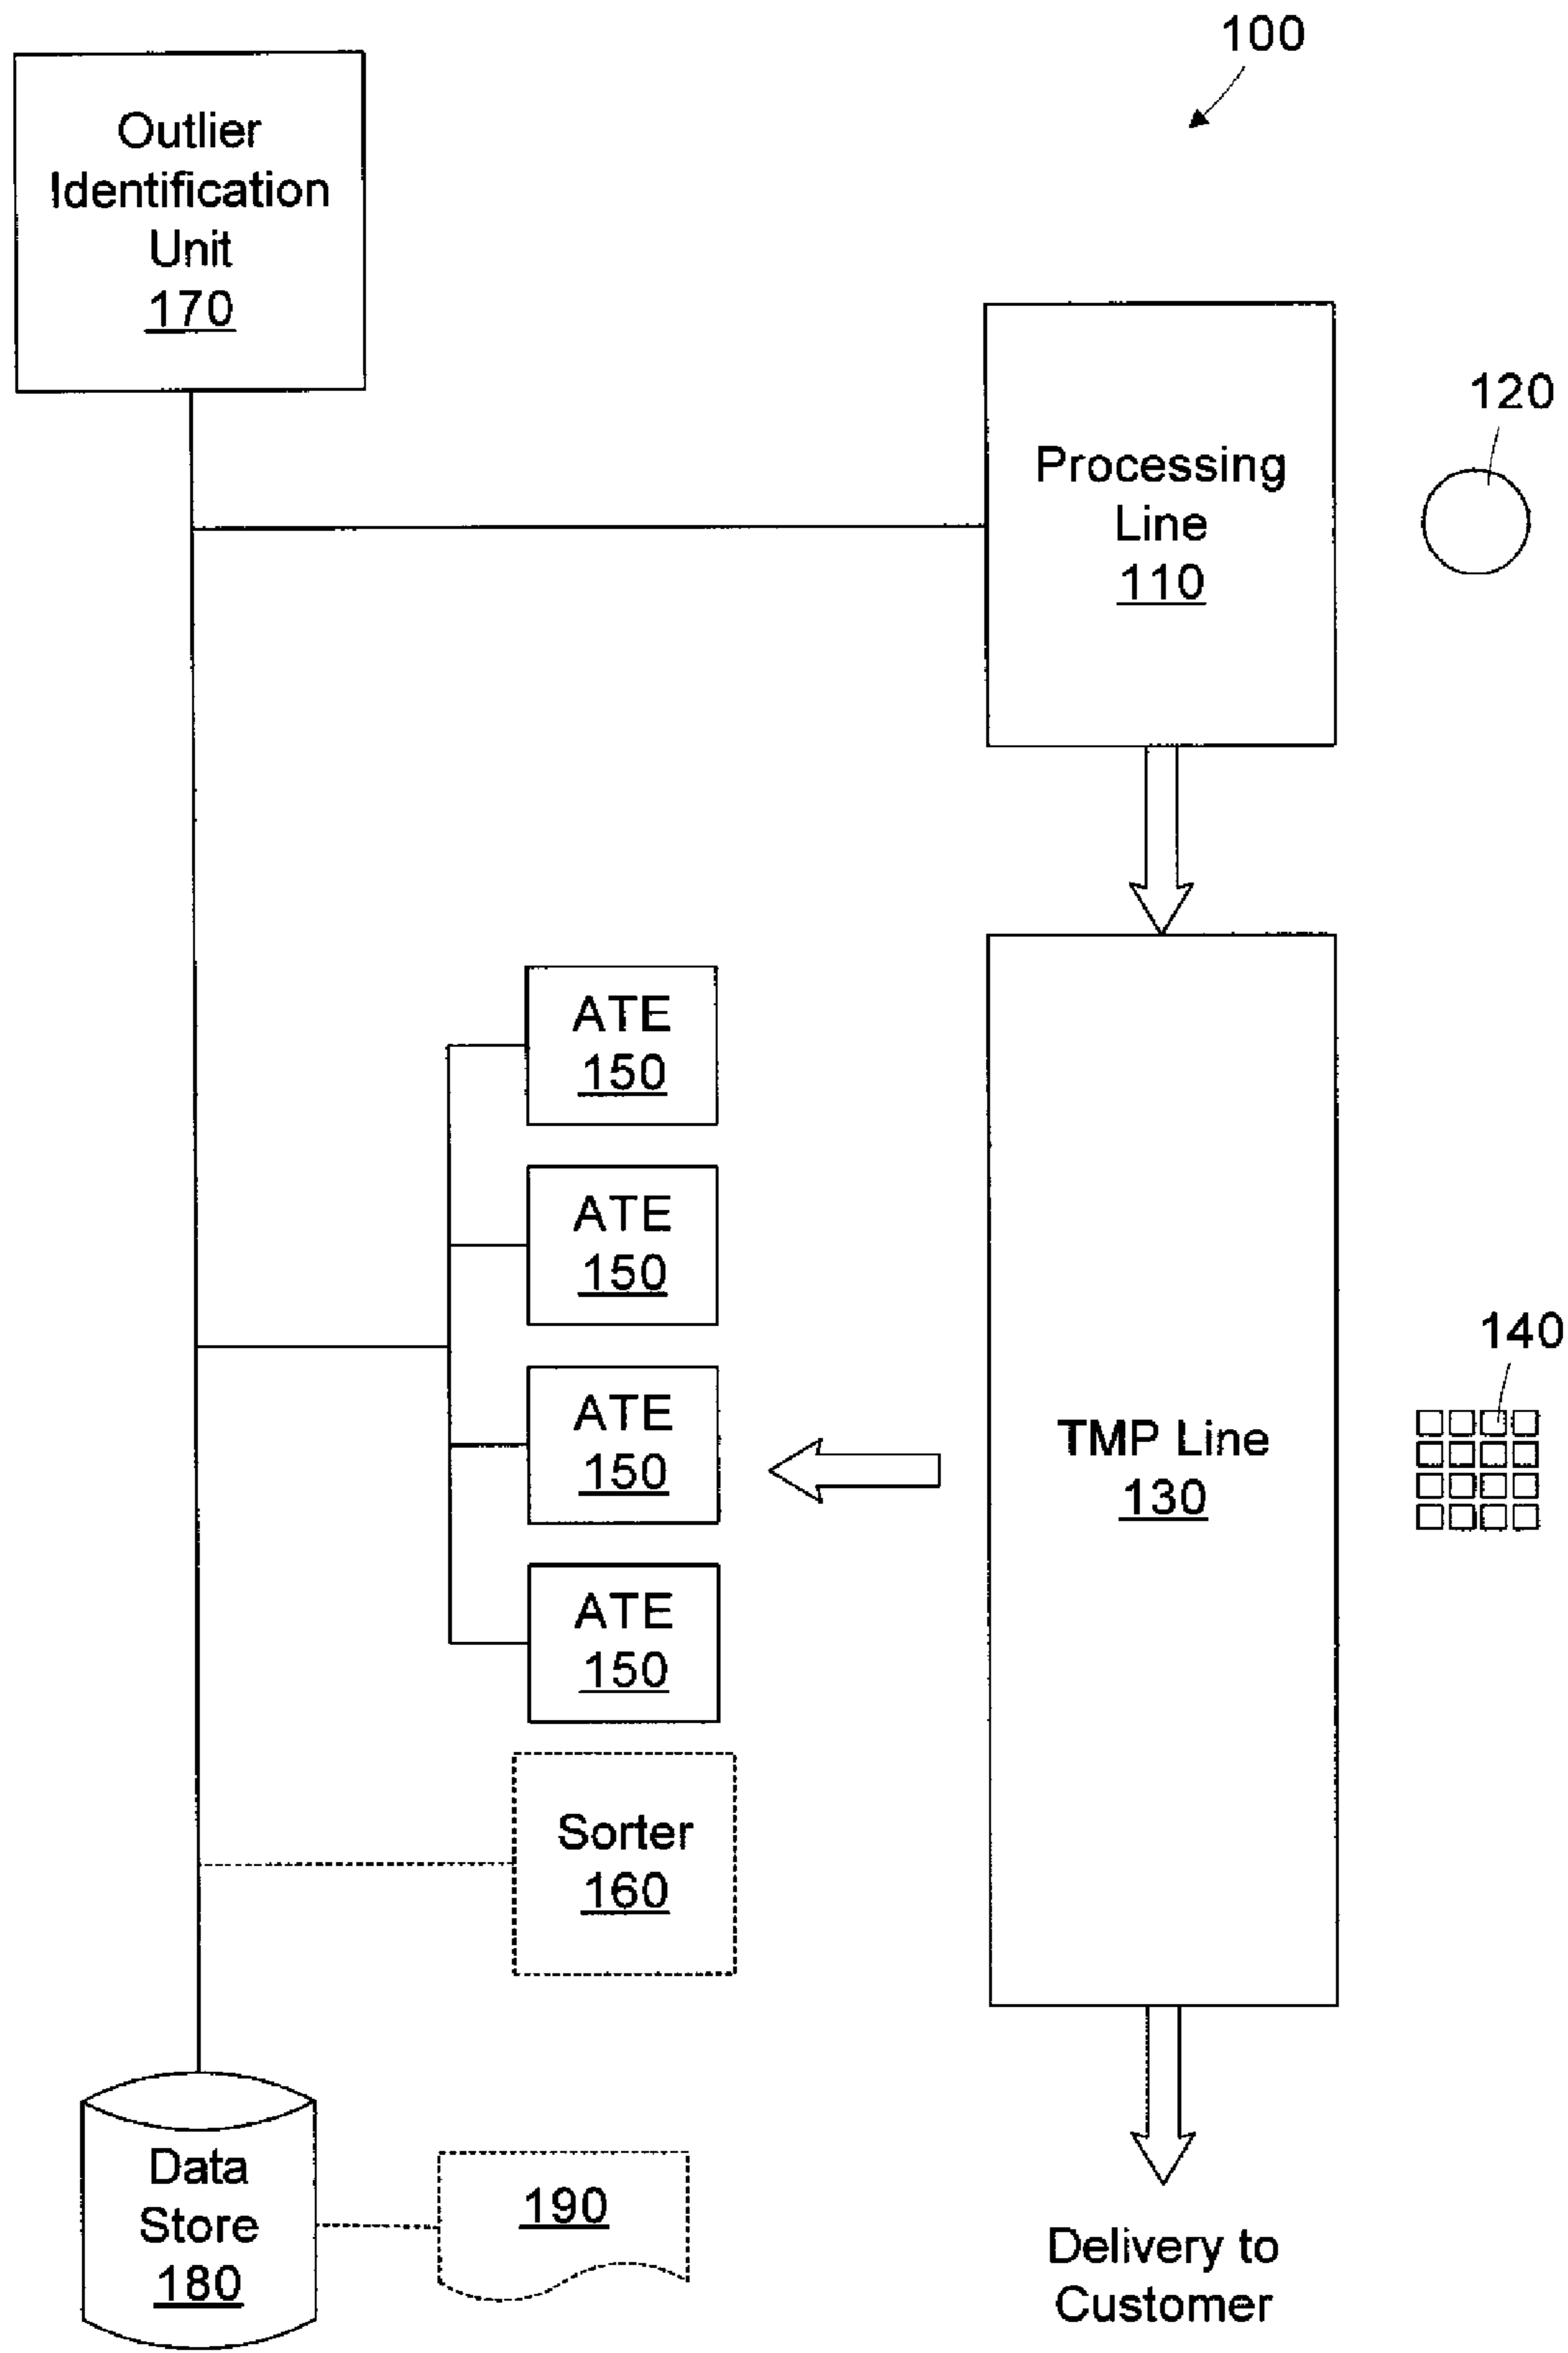 100
Outlier
Identification
Unit
170
Processing
Line
110
120
ATE
150
ATE
150
ATE
150
ATE
150
TMP Line
130
140
Sorter
160
Data
Store
180
190
Delivery to
Customer